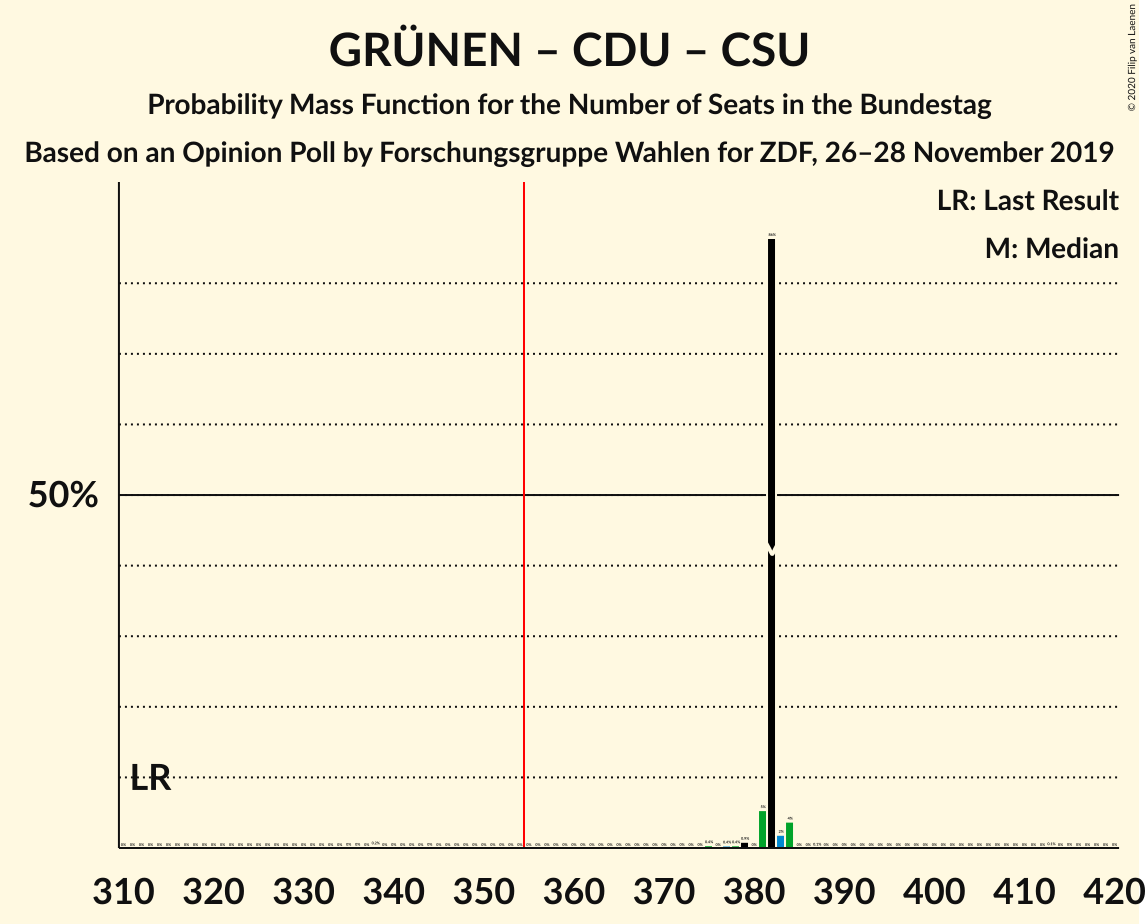 GRÜNEN – CDU – CSU
Probability Mass Function for the Number of Seats in the Bundestag
Based on an Opinion Poll by Forschungsgruppe Wahlen for ZDF, 26–28 November 2019
© 2020 Filip van Laenen
LR: Last Result
M: Median
50%
LR
310 320 330 340 350 360 370 380 390 400 410 420